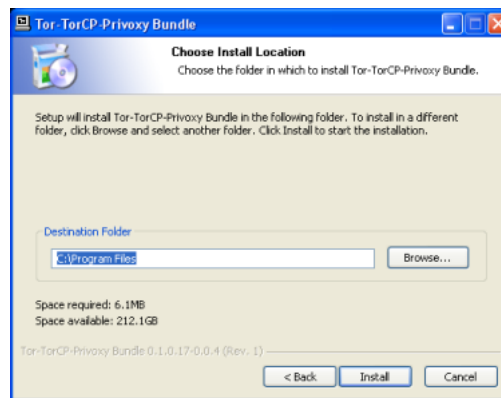 Tor-TorCP-Privoxy Bundle
Choose Install Location
Choose the folder in which to install Tor-TorCP-Privoxy Bundle.
Setup will install Tor-TorCP-Privoxy Bundle in the following folder. To install in a different
folder, click Browse and select another folder. Click Install to start the installation.
Destination Folder
C:\Program Files
Browse...
Space required: 6.1MB
Space available: 212.1GB
Tor-TorCP-Privoxy Bundle 0.1.0.17-0.0.4 (Rev. 1)
< Back
Install
Cancel